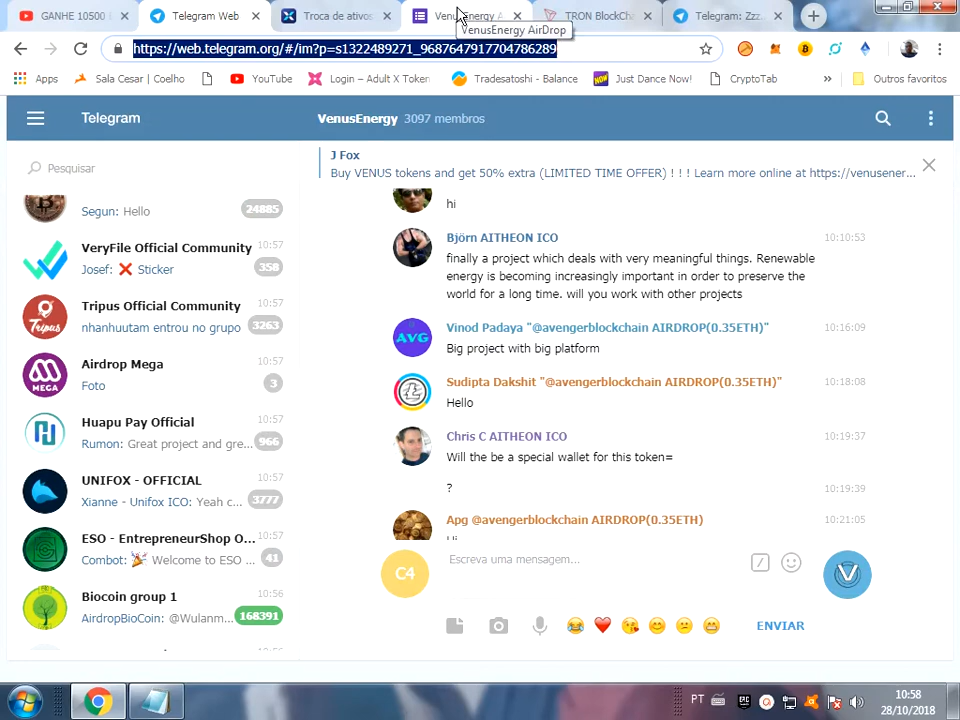 GANHE 10500
Telegram Web
Troca de ativos
VenusEnergy A
TRON BlockCha
Telegram: Zzz
VenusEnergy AirDrop
https://web.telegram.org/#/im?p=s1322489271_9687647917704786289
Apps
Sala Cesar | Coelho
YouTube
Login – Adult X Token
Tradesatoshi - Balance
Just Dance Now!
CryptoTab
»
Outros favoritos
Telegram
VenusEnergy 3097 membros
Pesquisar
J Fox
Buy VENUS tokens and get 50% extra (LIMITED TIME OFFER) ! ! ! Learn more online at https://venusener...
Segun: Hello
24885
VeryFile Official Community 10:57
Josef: ❌ Sticker 358
Tripus Official Community 10:57
nhanhuutam entrou no grupo 3263
Tripus
Airdrop Mega 10:57
Foto 3
MEGA
Huapu Pay Official 10:57
Rumon: Great project and gre... 966
UNIFOX - OFFICIAL 10:57
Xianne - Unifox ICO: Yeah c... 3777
ESO - EntrepreneurShop O... 10:57
Combot: 🎉 Welcome to ESO ... 41
Biocoin group 1 10:56
AirdropBioCoin: @Wulanm... 168391
10:56
hi
Björn AITHEON ICO 10:10:53
finally a project which deals with very meaningful things. Renewable
energy is becoming increasingly important in order to preserve the
world for a long time. will you work with other projects
AVG
Vinod Padaya "@avengerblockchain AIRDROP(0.35ETH)" 10:16:09
Big project with big platform
Sudipta Dakshit "@avengerblockchain AIRDROP(0.35ETH)" 10:18:08
Hello
Chris C AITHEON ICO 10:19:37
Will the be a special wallet for this token=
? 10:19:39
Apg @avengerblockchain AIRDROP(0.35ETH) 10:21:05
Hi
C4
Escreva uma mensagem...
ENVIAR
PT
10:58
28/10/2018